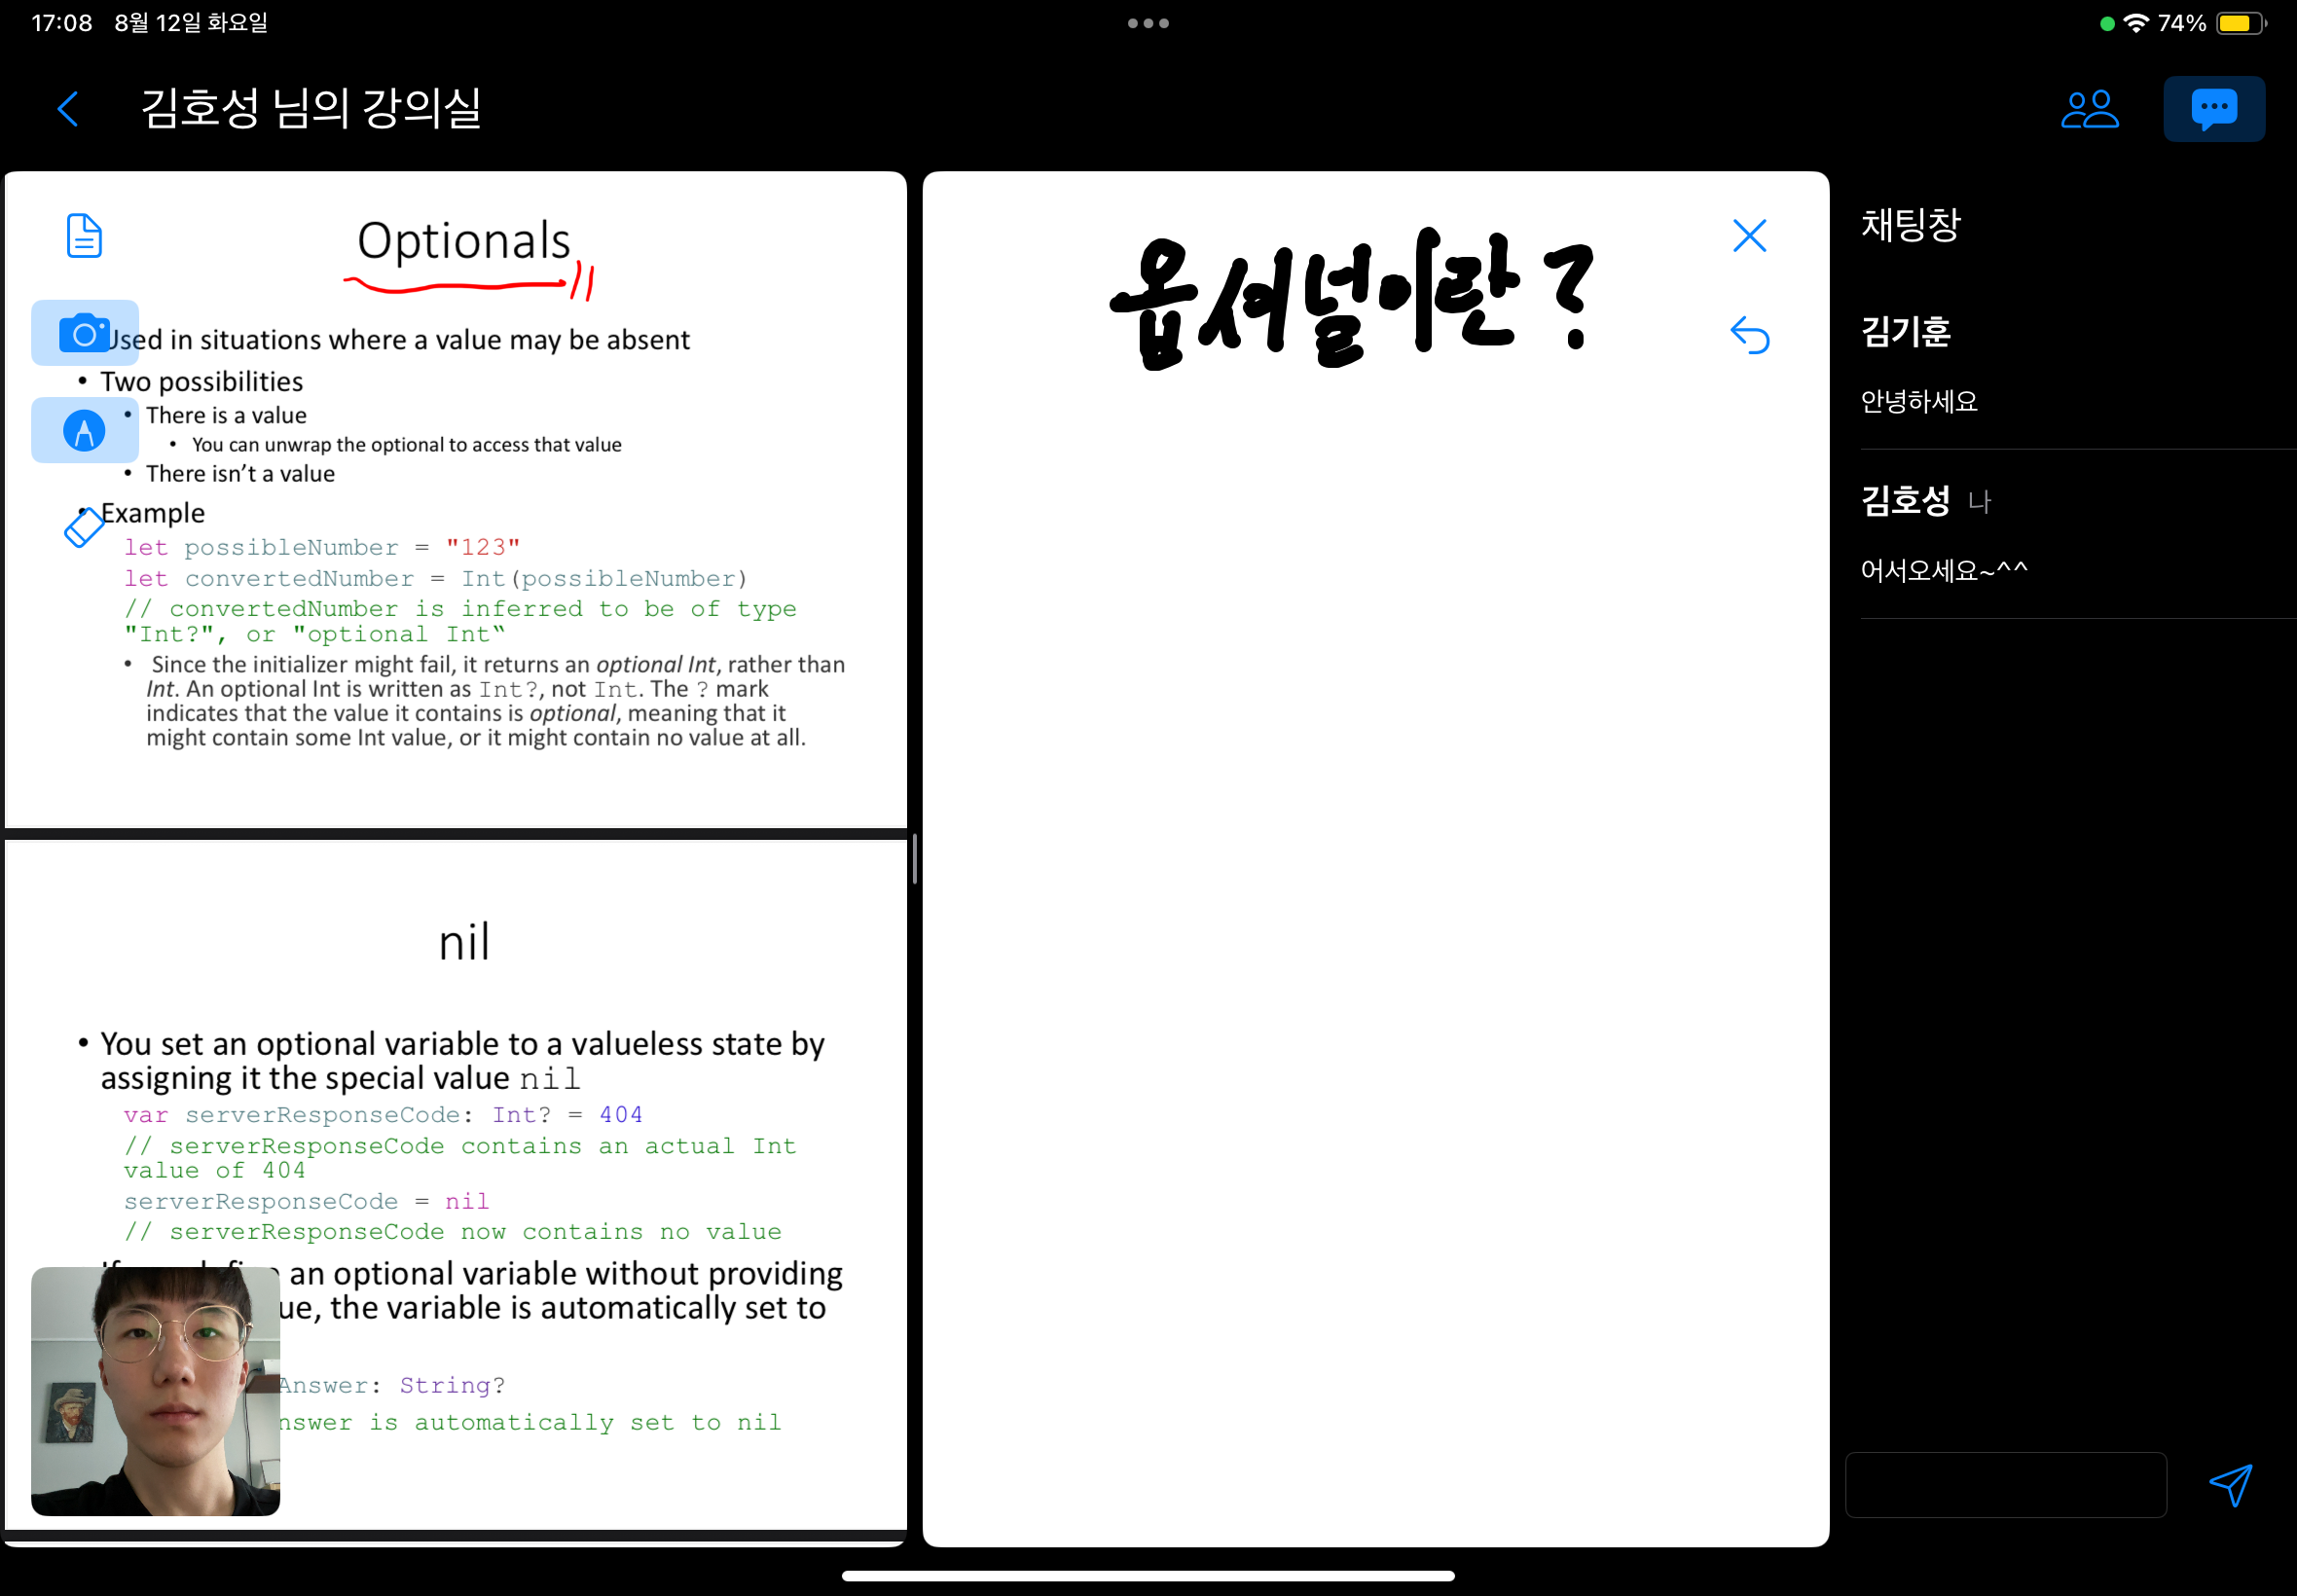 17:08 8월 12일 화요일
74%
김호성 님의 강의실
Optionals
Used in situations where a value may be absent
• Two possibilities
• There is a value
• You can unwrap the optional to access that value
• There isn’t a value
• Example
let possibleNumber = "123"
let convertedNumber = Int(possibleNumber)
// convertedNumber is inferred to be of type
"Int?", or "optional Int“
• Since the initializer might fail, it returns an optional Int, rather than
Int. An optional Int is written as Int?, not Int. The ? mark
indicates that the value it contains is optional, meaning that it
might contain some Int value, or it might contain no value at all.
nil
• You set an optional variable to a valueless state by
assigning it the special value nil
var serverResponseCode: Int? = 404
// serverResponseCode contains an actual Int
value of 404
serverResponseCode = nil
// serverResponseCode now contains no value
an optional variable without providing
ue, the variable is automatically set to
Answer: String?
nswer is automatically set to nil
옵셔널이란?
채팅창
김기훈
안녕하세요
김호성 나
어서오세요~^^